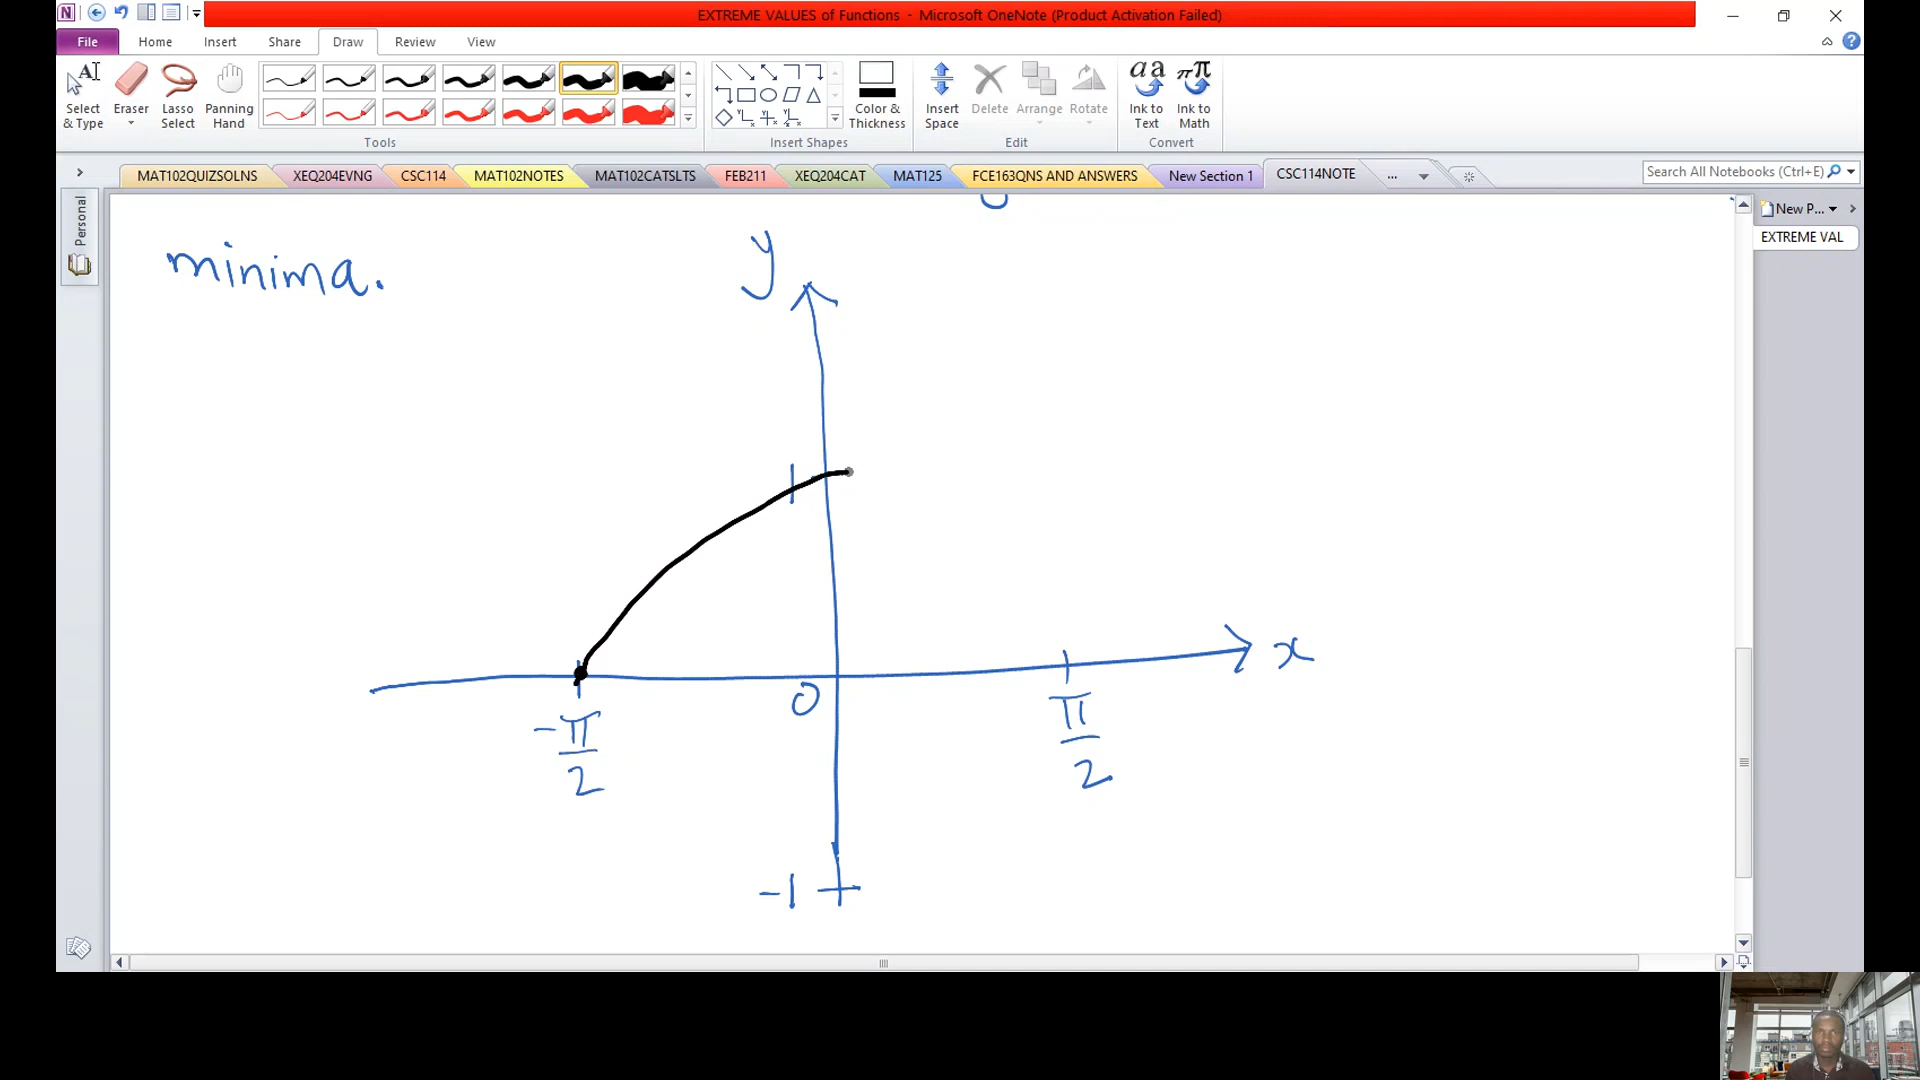 EXTREME VALUES of Functions - Microsoft OneNote (Product Activation Failed)
File Home Insert Share Draw Review View
Select & Type
Eraser
Lasso Select
Panning Hand
Color & Thickness
Insert Space
Delete
Arrange
Rotate
Ink to Text
Ink to Math
Tools
Insert Shapes
Edit
Convert
MAT102QUIZSOLNS XEQ204EVNG CSC114 MAT102NOTES MAT102CATSLTS FEB211 XEQ204CAT MAT125 FCE163QNS AND ANSWERS New Section 1 CSC114NOTE ...
Search All Notebooks (Ctrl+E)
Personal
New P...
EXTREME VAL
minima.
y
1
x
0
-π/2
π/2
-1